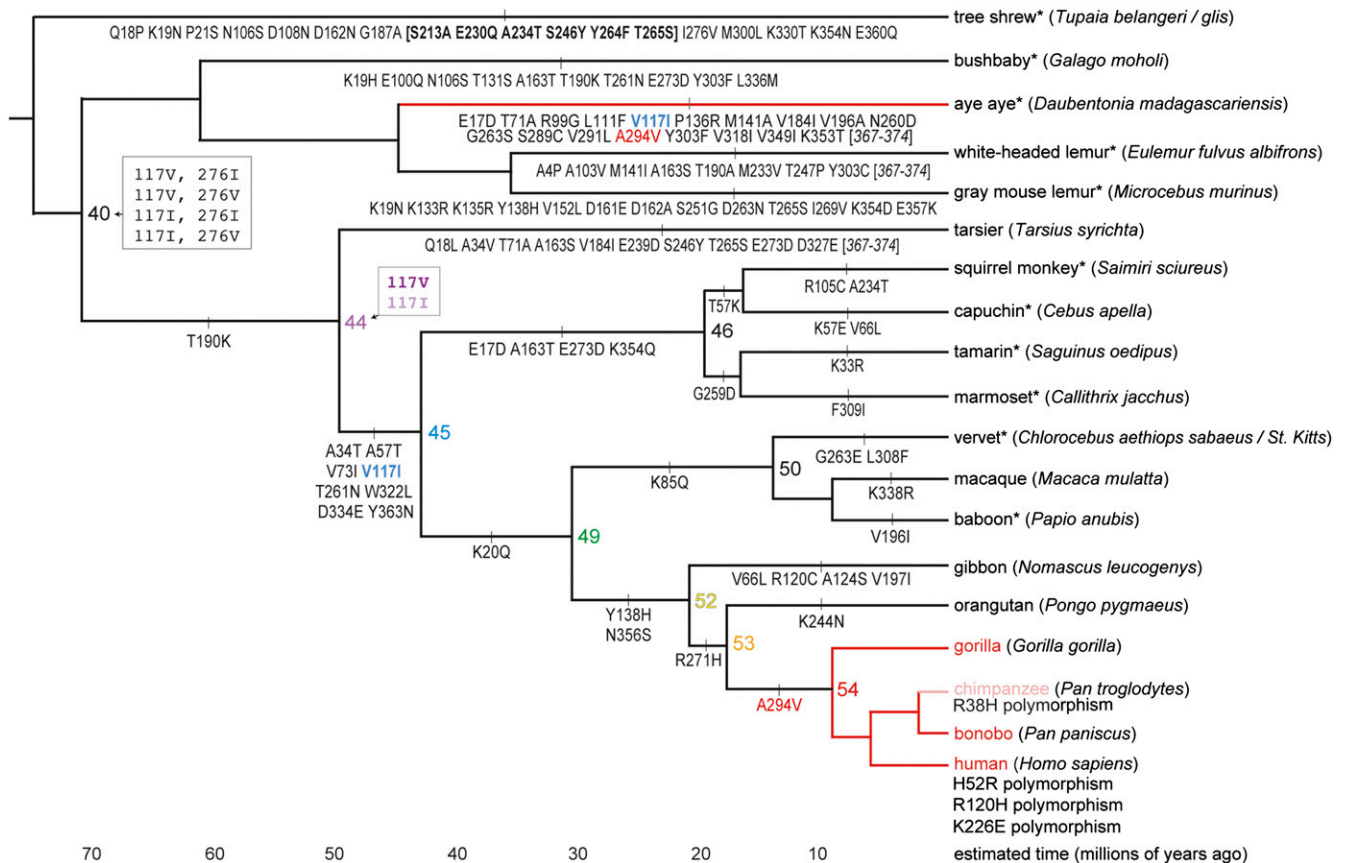 tree shrew* (Tupaia belangeri / glis)
Q18P K19N P21S N106S D108N D162N G187A [S213A E230Q A234T S246Y Y264F T265S] I276V M300L K330T K354N E360Q
bushbaby* (Galago moholi)
K19H E100Q N106S T131S A163T T190K T261N E273D Y303F L336M
aye aye* (Daubentonia madagascariensis)
E17D T71A R99G L111F V117I P136R M141A V184I V196A N260D
G263S S289C V291L A294V Y303F V318I V349I K353T [367-374]
white-headed lemur* (Eulemur fulvus albifrons)
A4P A103V M141I A163S T190A M233V T247P Y303C [367-374]
gray mouse lemur* (Microcebus murinus)
K19N K133R K135R Y138H V152L D161E D162A S251G D263N T265S I269V K354D E357K
117V, 276I
117V, 276V
117I, 276I
117I, 276V
40
tarsier (Tarsius syrichta)
Q18L A34V T71A A163S V184I E239D S246Y T265S E273D D327E [367-374]
117V
117I
44
T190K
squirrel monkey* (Saimiri sciureus)
R105C A234T
T57K
capuchin* (Cebus apella)
K57E V66L
46
E17D A163T E273D K354Q
tamarin* (Saguinus oedipus)
K33R
G259D
marmoset* (Callithrix jacchus)
F309I
45
A34T A57T
V73I V117I
T261N W322L
D334E Y363N
vervet* (Chlorocebus aethiops sabaeus / St. Kitts)
G263E L308F
50
K85Q
macaque (Macaca mulatta)
K338R
baboon* (Papio anubis)
V196I
49
K20Q
gibbon (Nomascus leucogenys)
V66L R120C A124S V197I
52
Y138H
N356S
orangutan (Pongo pygmaeus)
K244N
53
R271H
gorilla (Gorilla gorilla)
54
A294V
chimpanzee (Pan troglodytes)
R38H polymorphism
bonobo (Pan paniscus)
human (Homo sapiens)
H52R polymorphism
R120H polymorphism
K226E polymorphism
70 60 50 40 30 20 10 estimated time (millions of years ago)